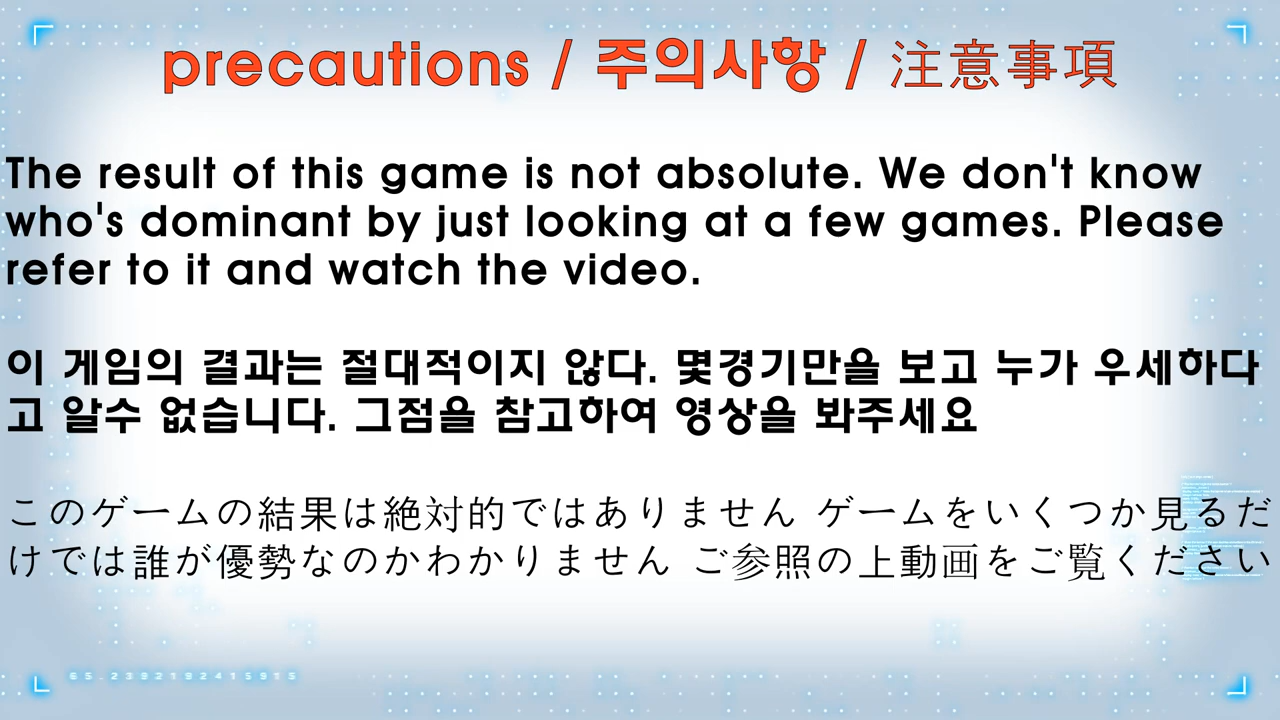 precautions / 주의사항 / 注意事項
The result of this game is not absolute. We don't know
who's dominant by just looking at a few games. Please
refer to it and watch the video.
이 게임의 결과는 절대적이지 않다. 몇경기만을 보고 누가 우세하다
고 알수 없습니다. 그점을 참고하여 영상을 봐주세요
このゲームの結果は絶対的ではありません ゲームをいくつか見るだ
けでは誰が優勢なのかわかりません ご参照の上動画をご覧ください
65.2392192415915